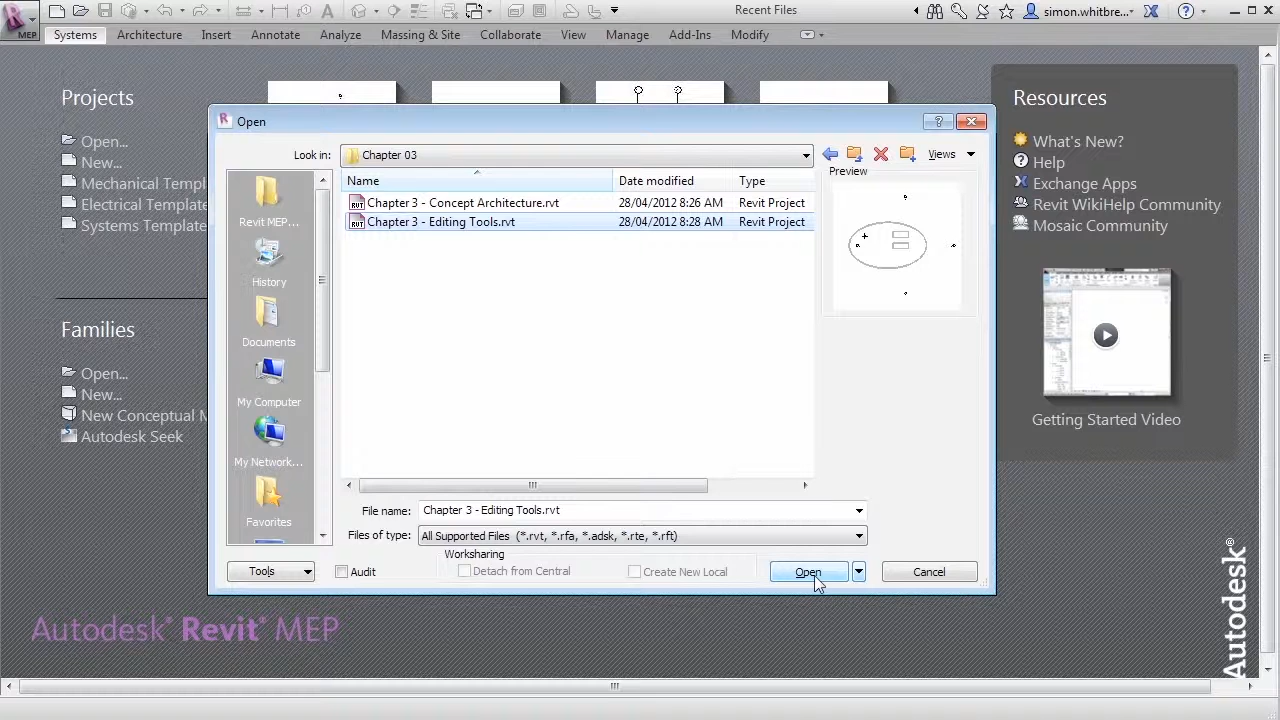 MEP
Recent Files
simon.whitbre...
Systems
Architecture
Insert
Annotate
Analyze
Massing & Site
Collaborate
View
Manage
Add-Ins
Modify
Projects
Open...
New...
Mechanical Templ
Electrical Template
Systems Template
Families
Open...
New...
New Conceptual M
Autodesk Seek
Open
Look in:
Chapter 03
Views
Revit MEP...
History
Documents
My Computer
My Network...
Favorites
Name
Date modified
Type
Chapter 3 - Concept Architecture.rvt
28/04/2012 8:26 AM
Revit Project
Chapter 3 - Editing Tools.rvt
28/04/2012 8:28 AM
Revit Project
Preview
File name:
Chapter 3 - Editing Tools.rvt
Files of type:
All Supported Files (*.rvt, *.rfa, *.adsk, *.rte, *.rft)
Worksharing
Tools
Audit
Detach from Central
Create New Local
Open
Cancel
Resources
What's New?
Help
Exchange Apps
Revit WikiHelp Community
Mosaic Community
Getting Started Video
Autodesk® Revit® MEP
Autodesk®